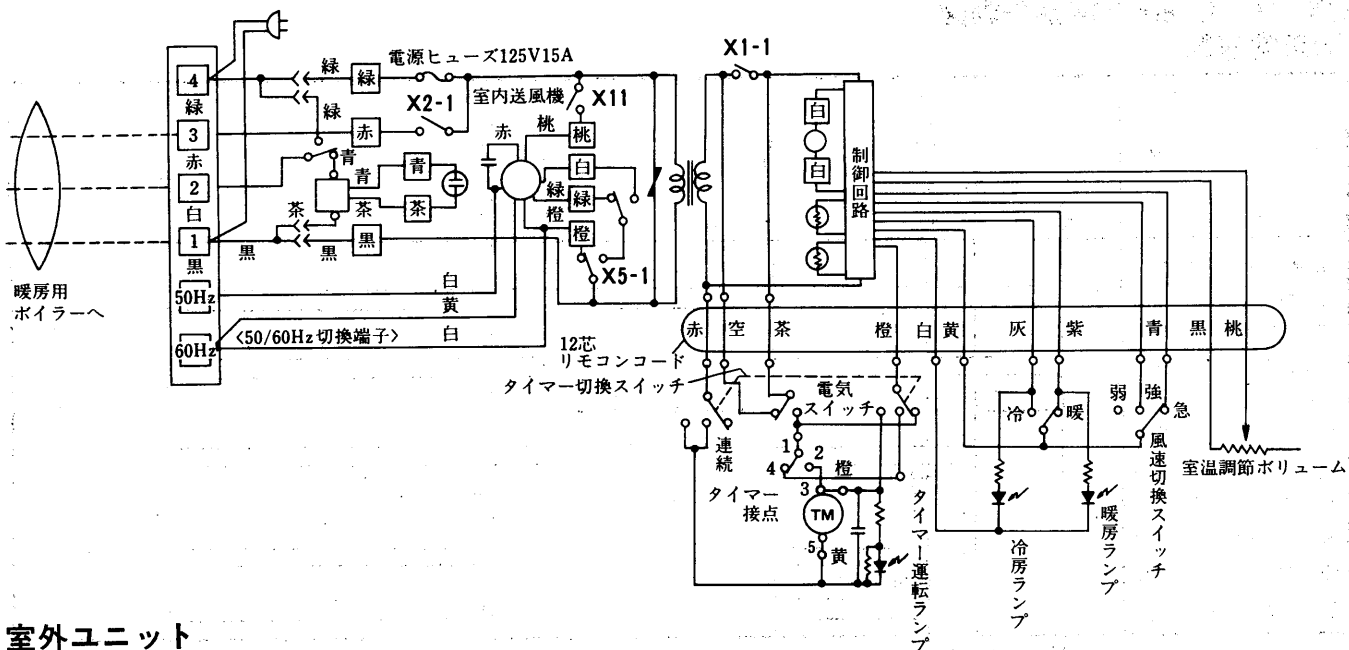 電源ヒューズ125V15A
X1-1
4
緑
緑
緑
緑
X2-1
室内送風機
X11
3
赤
赤
赤
桃
桃
白
白
白
制御回路
2
白
青
青
青
緑
緑
茶
茶
茶
橙
橙
1
黒
黒
黒
黒
X5-1
暖房用
ボイラーへ
50Hz
白
黄
60Hz
<50/60Hz切換端子>
白
12芯
リモコンコード
赤
空
茶
橙
白
黄
灰
紫
青
黒
桃
タイマー切換スイッチ
電気
スイッチ
連続
冷
暖
弱
強
急
1
2
4
橙
3
タイマー
接点
TM
5
黄
タイマー運転ランプ
冷房ランプ
暖房ランプ
風速切換スイッチ
室温調節ボリューム
室外ユニット